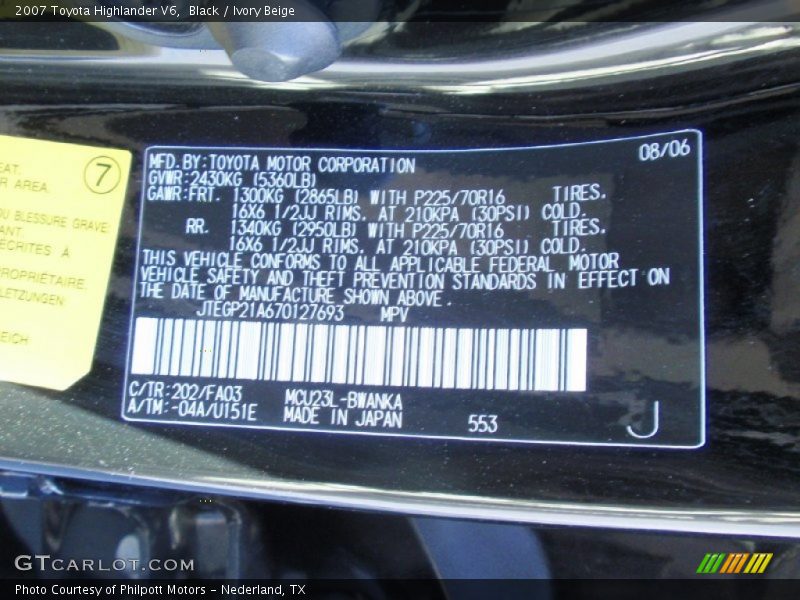 2007 Toyota Highlander V6, Black / Ivory Beige
7
EAT.
R AREA.
OU BLESSURE GRAVE
ANT.
ÉCRITES À
PROPRIÉTAIRE.
LETZUNGEN
EICH
08/06
MFD. BY: TOYOTA MOTOR CORPORATION
GVWR: 2430KG (5360LB)
GAWR: FRT. 1300KG (2865LB) WITH P225/70R16 TIRES.
16X6 1/2JJ RIMS. AT 210KPA (30PSI) COLD.
RR. 1340KG (2950LB) WITH P225/70R16 TIRES.
16X6 1/2JJ RIMS. AT 210KPA (30PSI) COLD.
THIS VEHICLE CONFORMS TO ALL APPLICABLE FEDERAL MOTOR
VEHICLE SAFETY AND THEFT PREVENTION STANDARDS IN EFFECT ON
THE DATE OF MANUFACTURE SHOWN ABOVE.
JTEGP21A670127693 MPV
C/TR: 202/FA03 MCU23L-BWANKA
A/TM: -04A/U151E MADE IN JAPAN 553 J
GTCARLOT.COM
Photo Courtesy of Philpott Motors - Nederland, TX